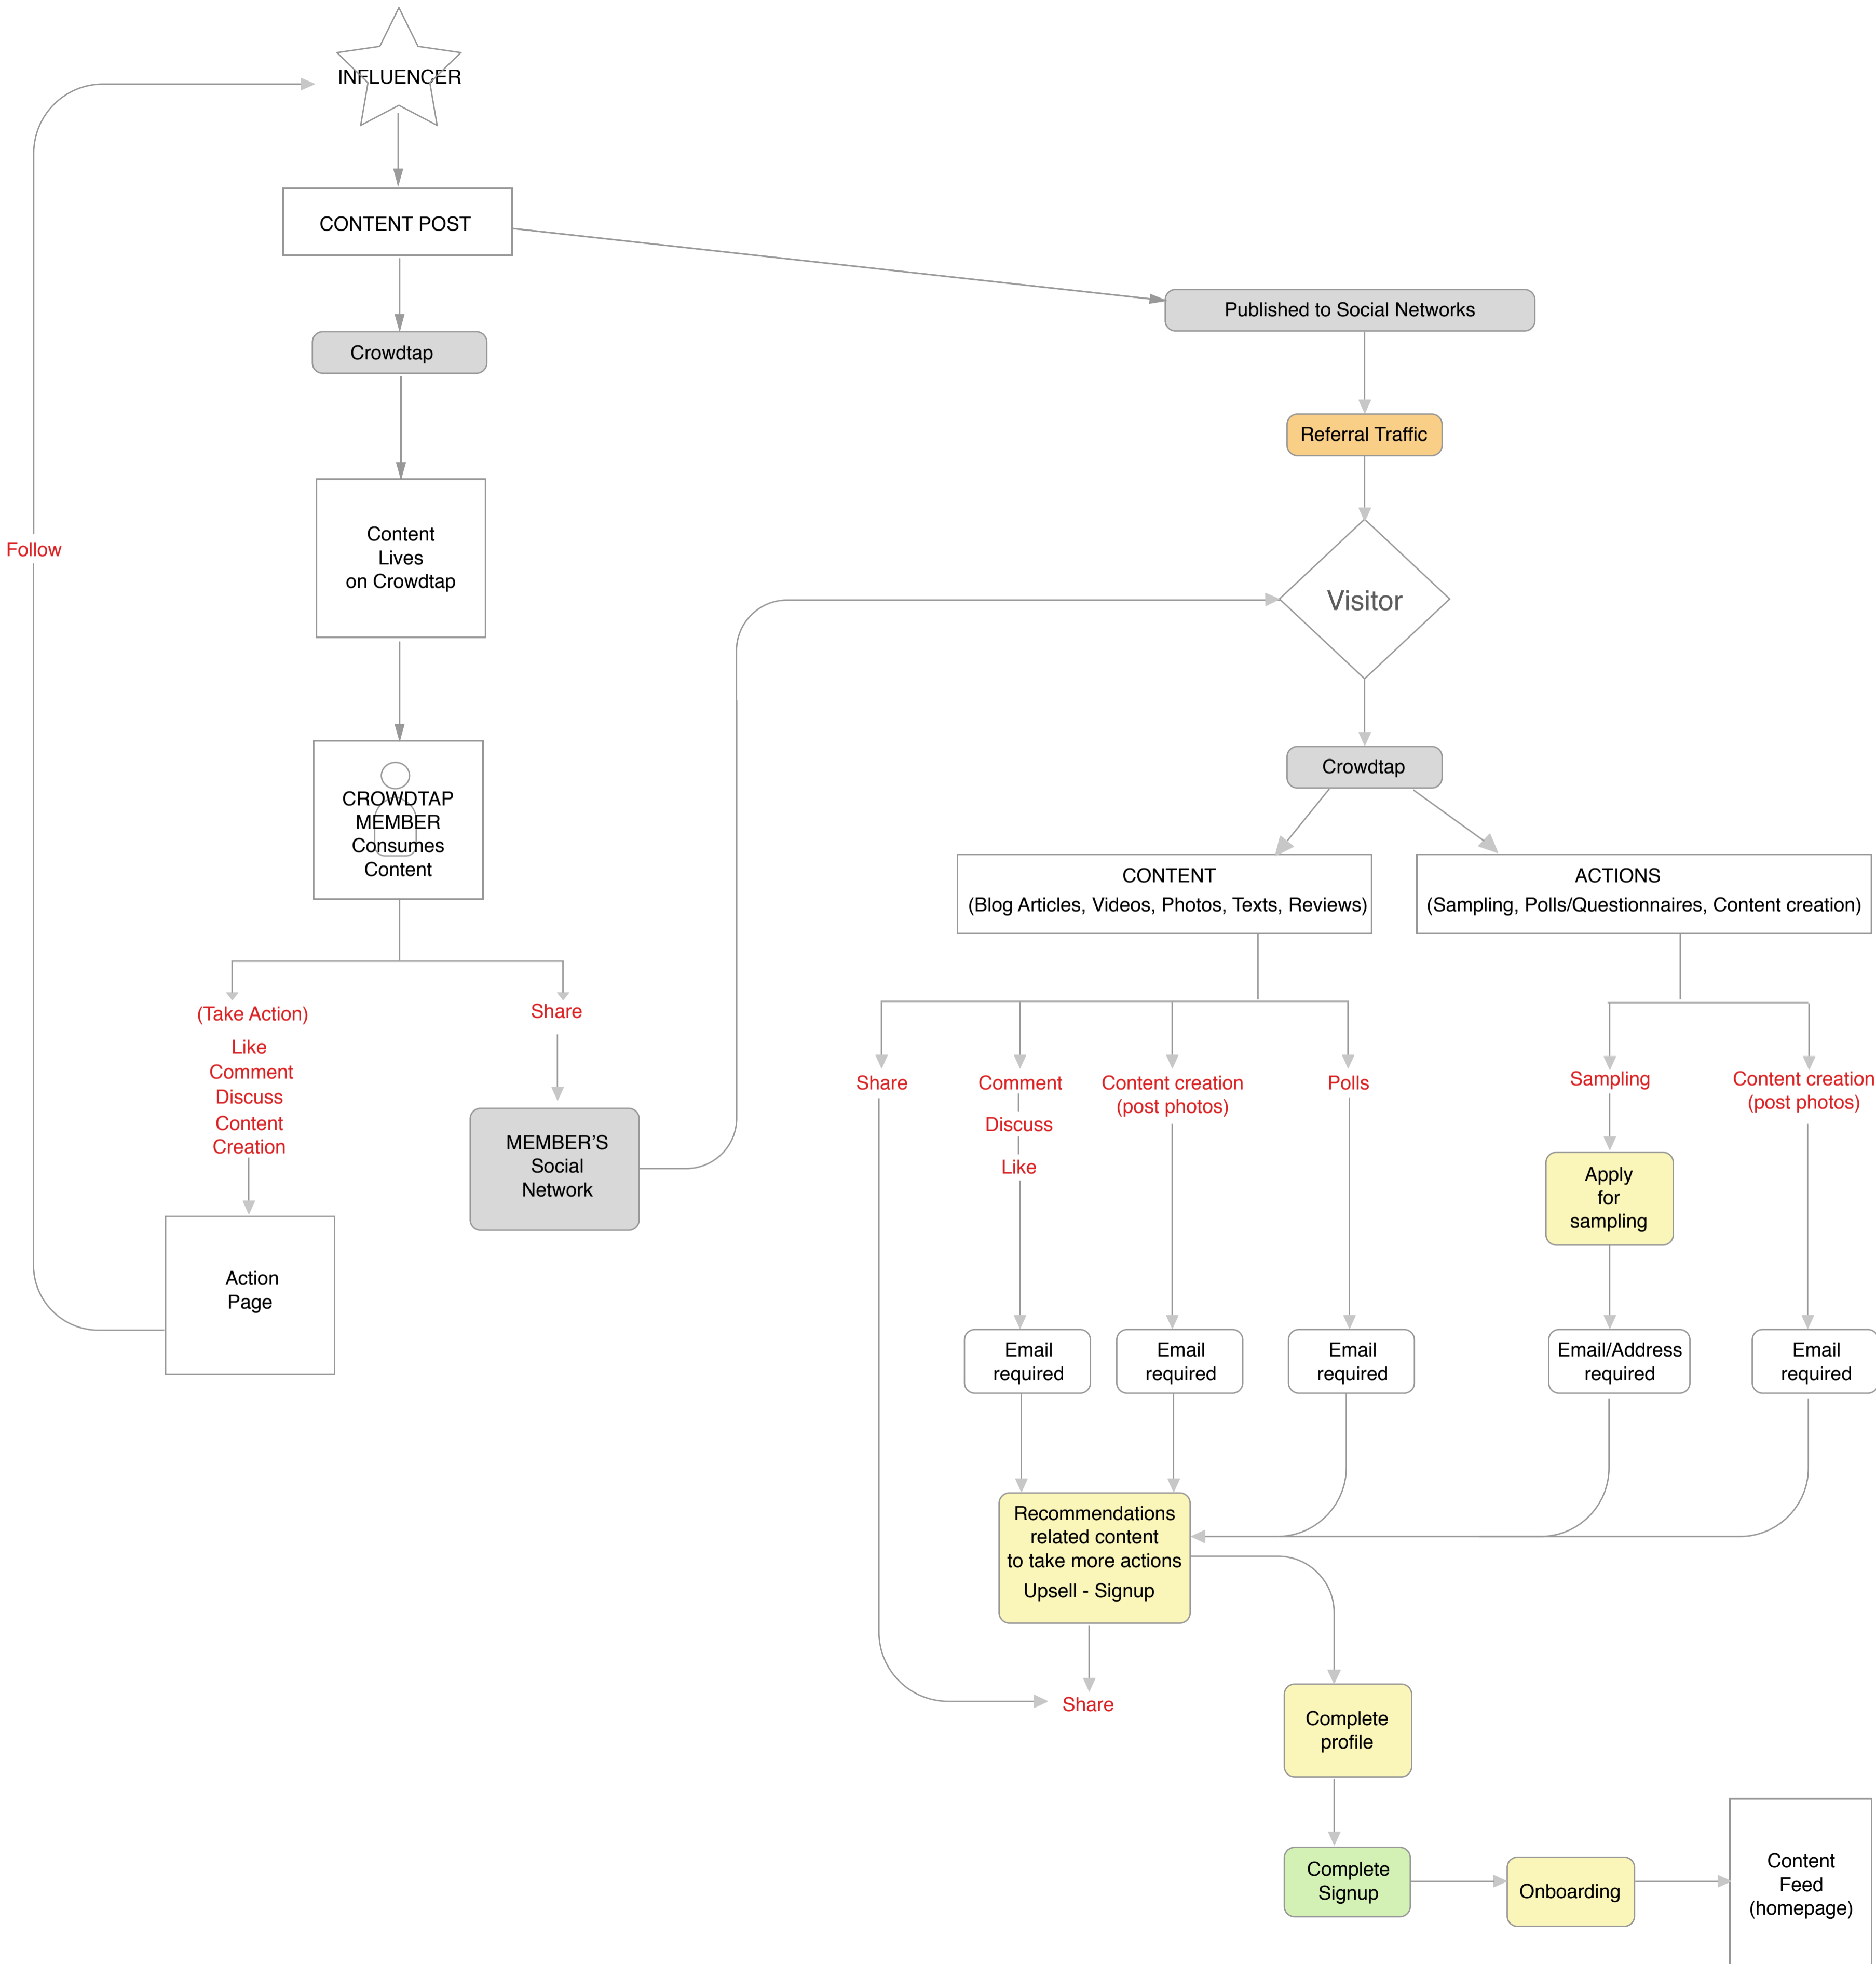 INFLUENCER
CONTENT POST
Published to Social Networks
Crowdtap
Referral Traffic
Content
Lives
on Crowdtap
Follow
Visitor
Crowdtap
CROWDTAP
MEMBER
Consumes
Content
CONTENT
(Blog Articles, Videos, Photos, Texts, Reviews)
ACTIONS
(Sampling, Polls/Questionnaires, Content creation)
(Take Action)
Like
Comment
Discuss
Content
Creation
Share
MEMBER’S
Social
Network
Action
Page
Share
Comment
Discuss
Like
Content creation
(post photos)
Polls
Sampling
Content creation
(post photos)
Apply
for
sampling
Email
required
Email
required
Email
required
Email/Address
required
Email
required
Recommendations
related content
to take more actions
Upsell - Signup
Share
Complete
profile
Complete
Signup
Onboarding
Content
Feed
(homepage)